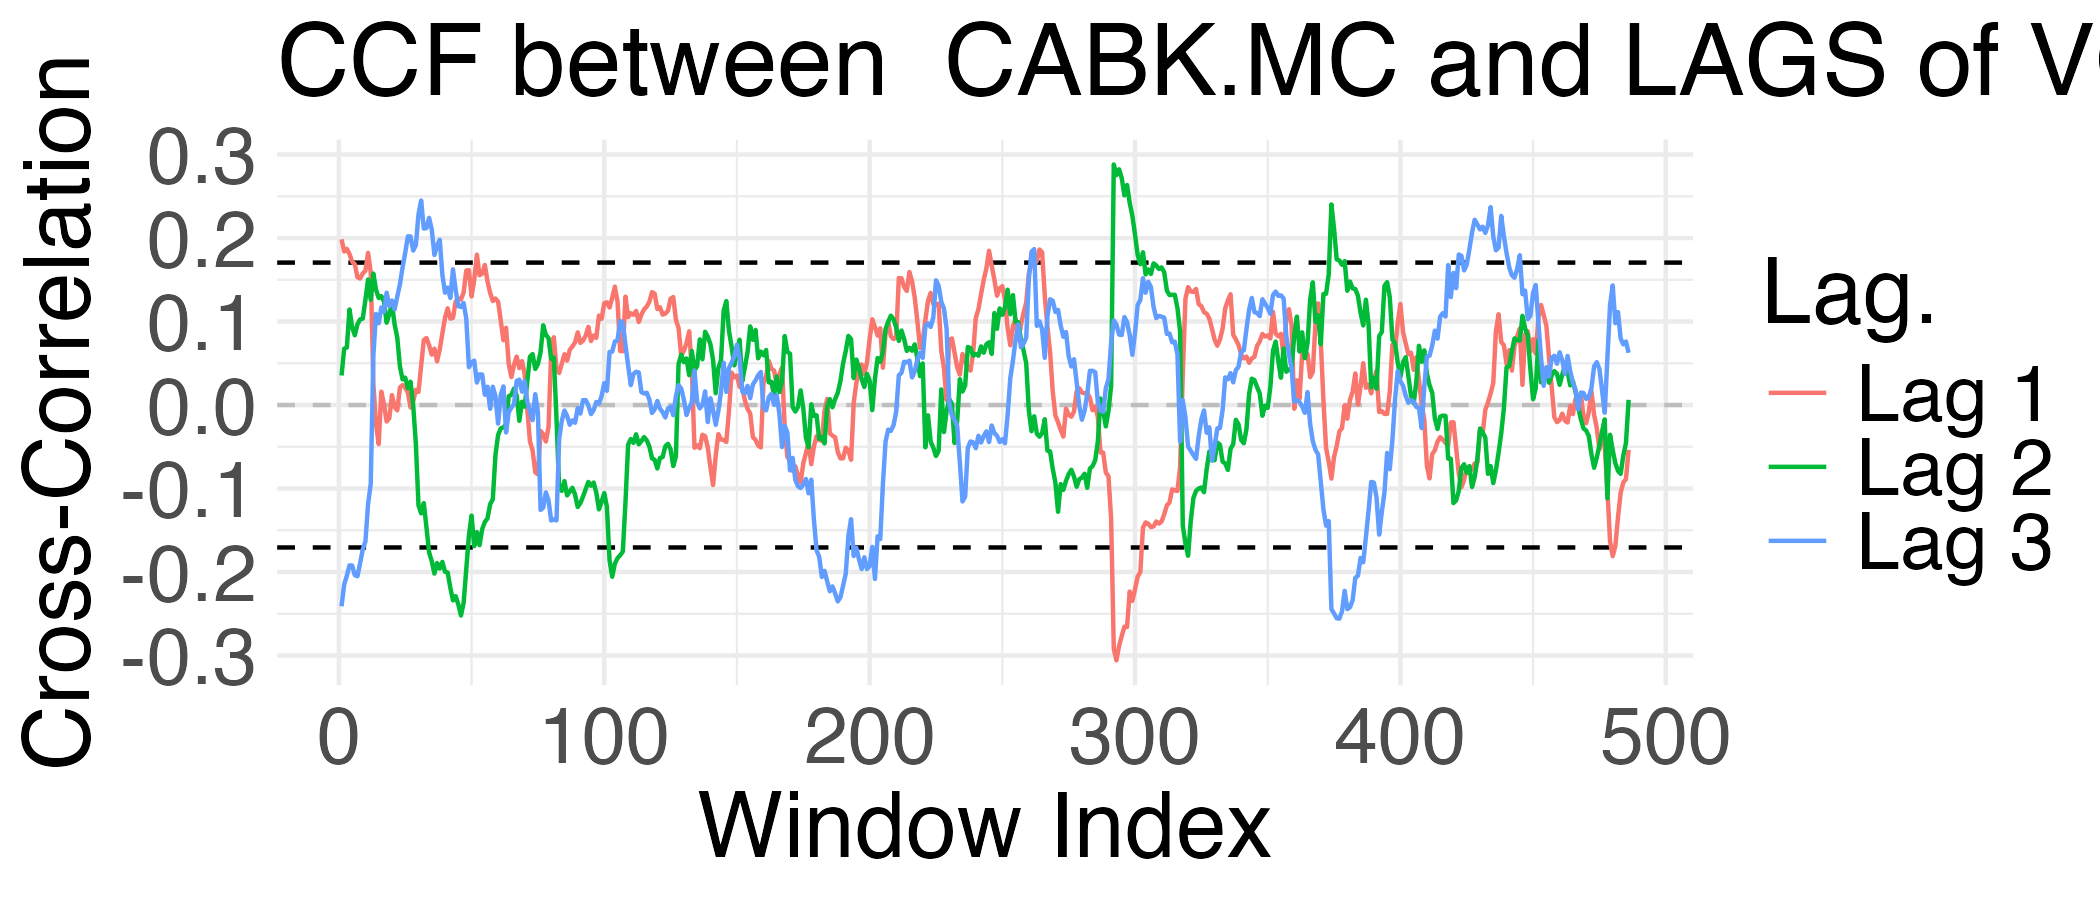 CCF between  CABK.MC and LAGS of V
Cross-Correlation
0.3
0.2
0.1
0.0
-0.1
-0.2
-0.3
0 100 200 300 400 500
Window Index
Lag.
Lag 1
Lag 2
Lag 3